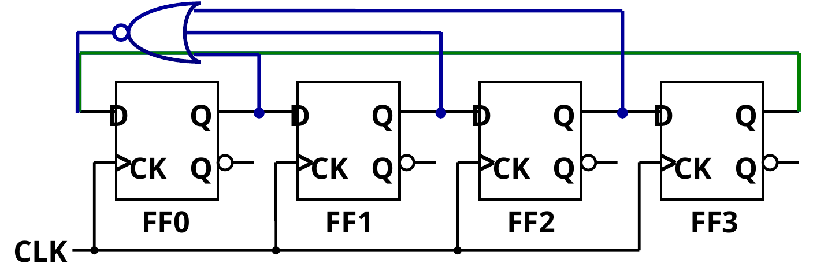 D Q D Q D Q D Q
CK Q CK Q CK Q CK Q
FF0 FF1 FF2 FF3
CLK